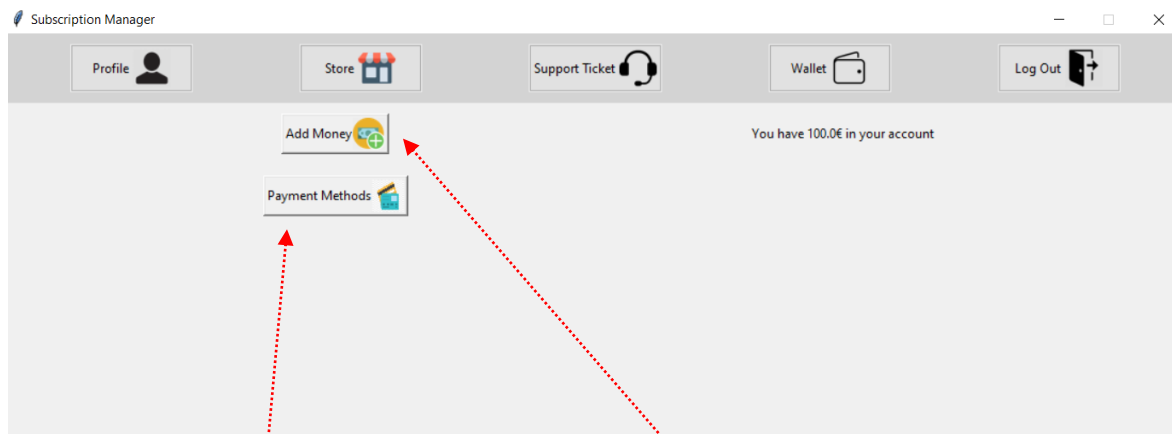 Subscription Manager
Profile
Store
Support Ticket
Wallet
Log Out
Add Money
You have 100.0€ in your account
Payment Methods